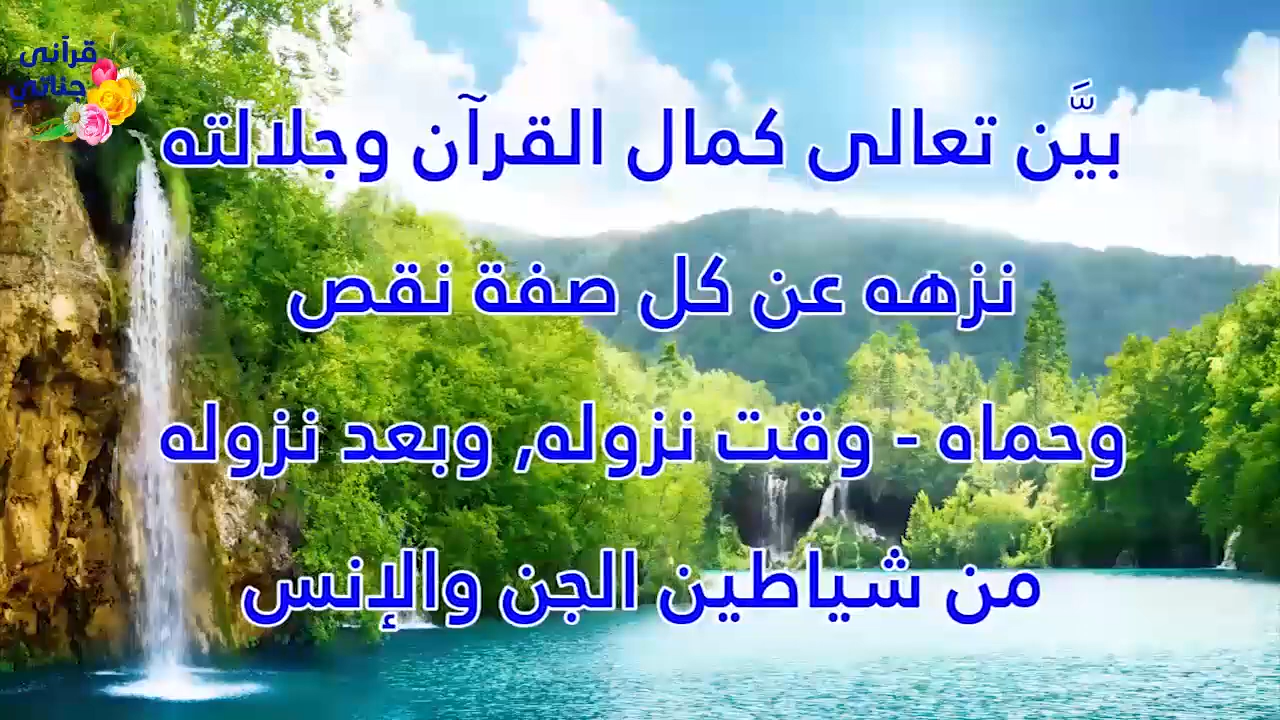 قرآنى
جناتي
بيَّن تعالى كمال القرآن وجلالته
نزهه عن كل صفة نقص
وحماه - وقت نزوله, وبعد نزوله
من شياطين الجن والإنس